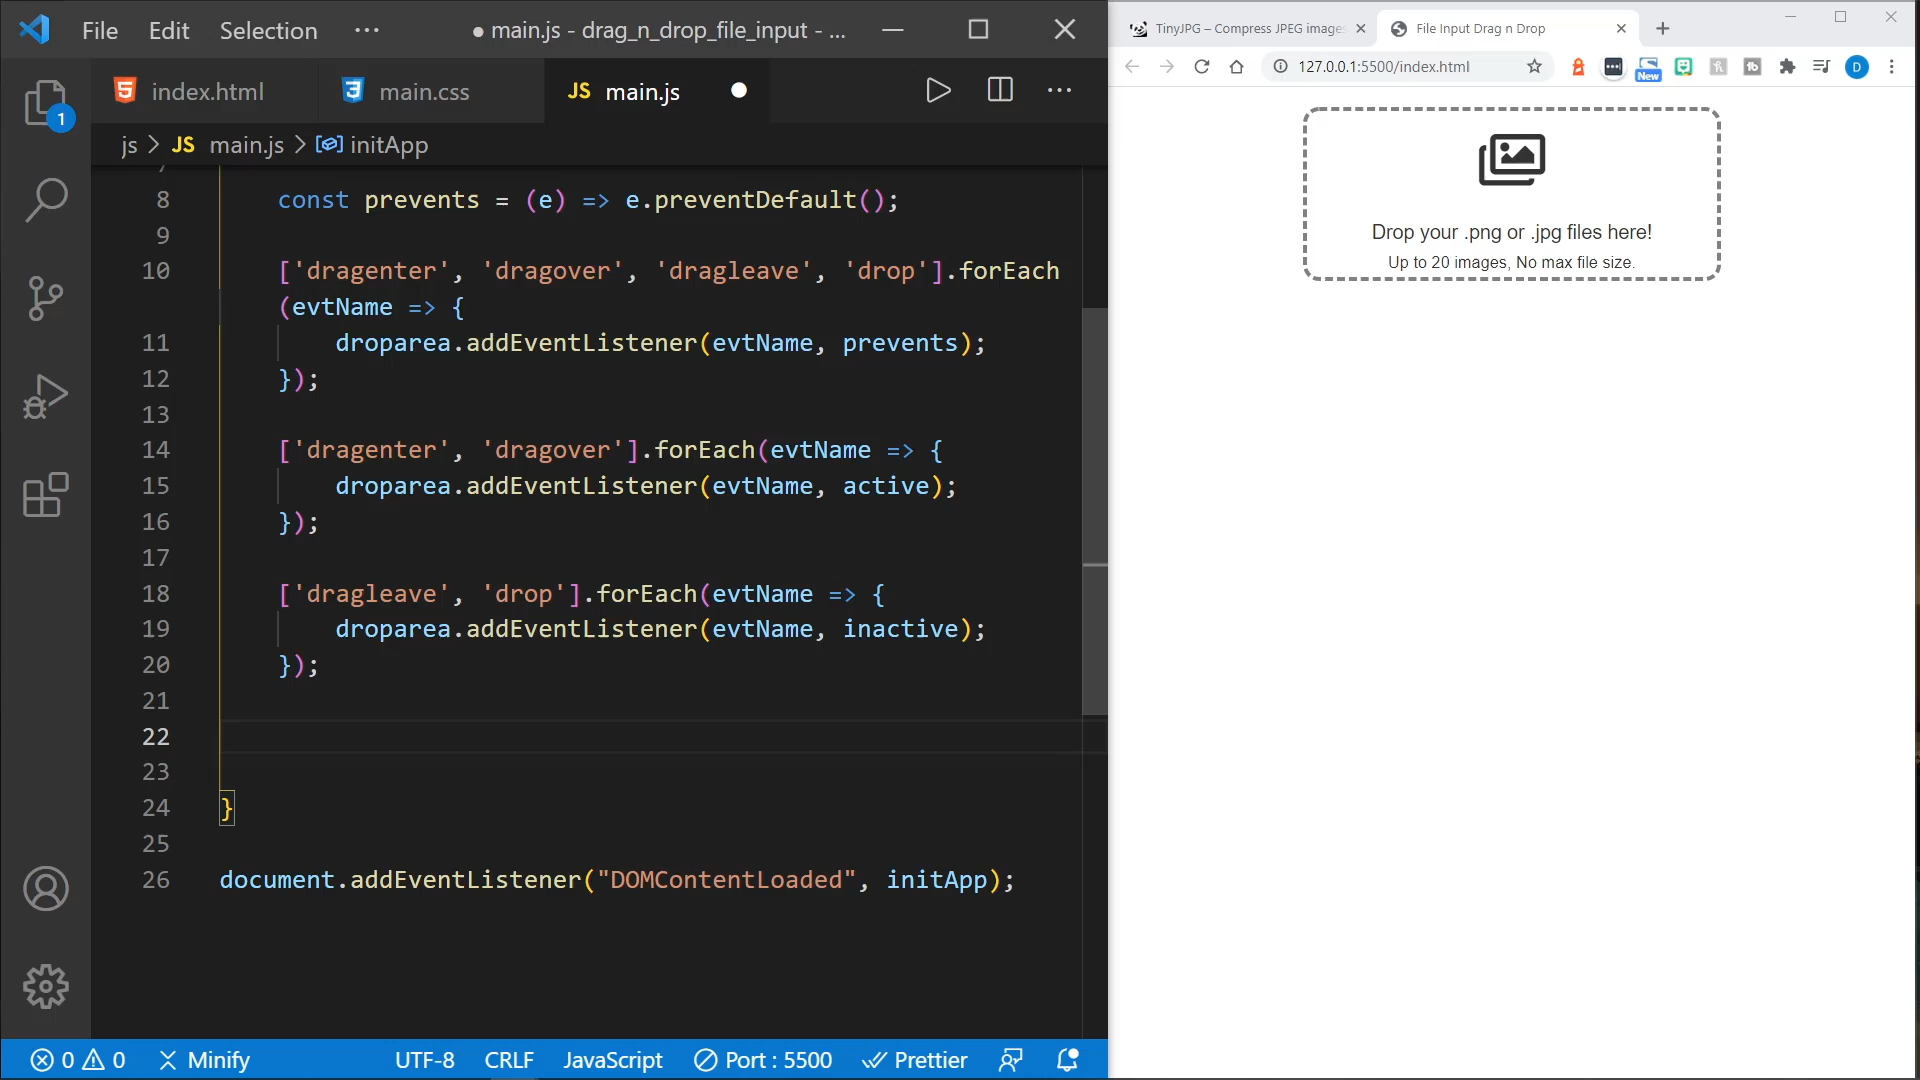 File Edit Selection ··· ● main.js - drag_n_drop_file_input - ...
index.html main.css JS main.js
js > JS main.js > initApp
8 const prevents = (e) => e.preventDefault();
9
10 ['dragenter', 'dragover', 'dragleave', 'drop'].forEach
(evtName => {
11 droparea.addEventListener(evtName, prevents);
12 });
13
14 ['dragenter', 'dragover'].forEach(evtName => {
15 droparea.addEventListener(evtName, active);
16 });
17
18 ['dragleave', 'drop'].forEach(evtName => {
19 droparea.addEventListener(evtName, inactive);
20 });
21
22
23
24 }
25
26 document.addEventListener("DOMContentLoaded", initApp);
1
0 0 Minify UTF-8 CRLF JavaScript Port : 5500 Prettier
TinyJPG – Compress JPEG images File Input Drag n Drop
127.0.0.1:5500/index.html New D
Drop your .png or .jpg files here!
Up to 20 images, No max file size.